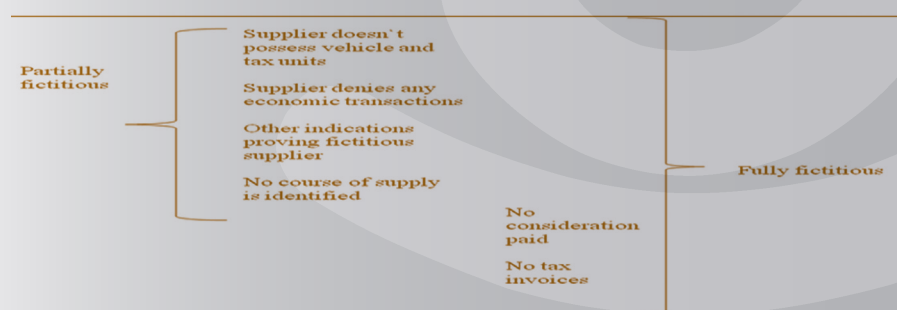 Partially
fictitious
Supplier doesn`t
possess vehicle and
tax units
Supplier denies any
economic transactions
Other indications
proving fictitious
supplier
No course of supply
is identified
No
consideration
paid
No tax
invoices
Fully fictitious